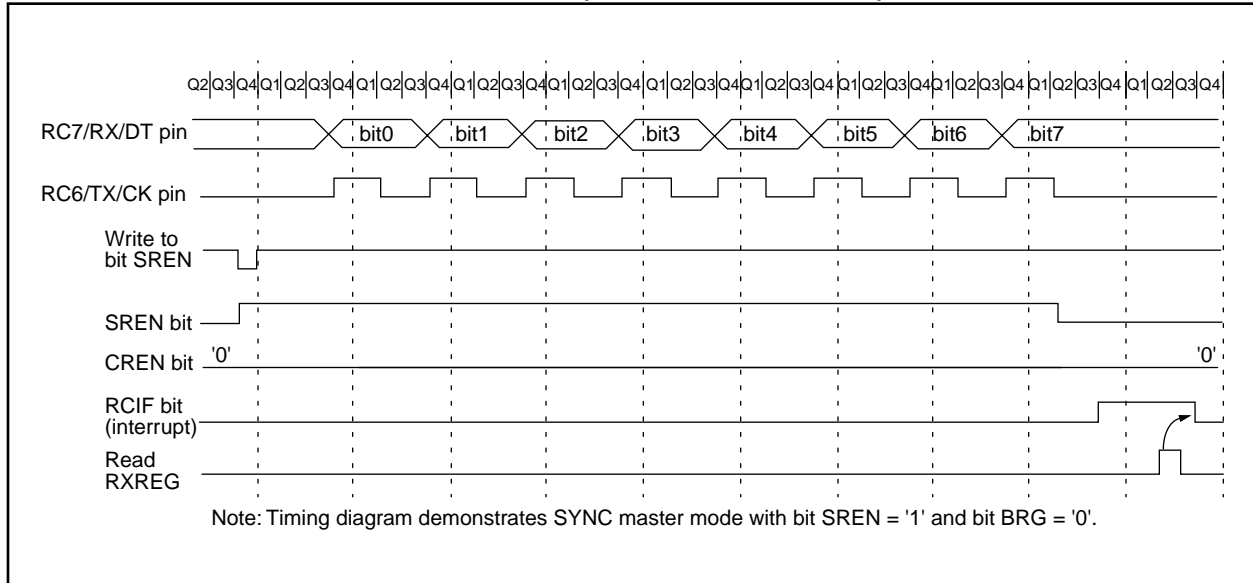 Q2 Q3 Q4 Q1 Q2 Q3 Q4 Q1 Q2 Q3 Q4 Q1 Q2 Q3 Q4 Q1 Q2 Q3 Q4 Q1 Q2 Q3 Q4 Q1 Q2 Q3 Q4 Q1 Q2 Q3 Q4 Q1 Q2 Q3 Q4 Q1 Q2 Q3 Q4 Q1 Q2 Q3 Q4
RC7/RX/DT pin bit0 bit1 bit2 bit3 bit4 bit5 bit6 bit7
RC6/TX/CK pin
Write to
bit SREN
SREN bit
CREN bit '0' '0'
RCIF bit
(interrupt)
Read
RXREG
Note: Timing diagram demonstrates SYNC master mode with bit SREN = '1' and bit BRG = '0'.